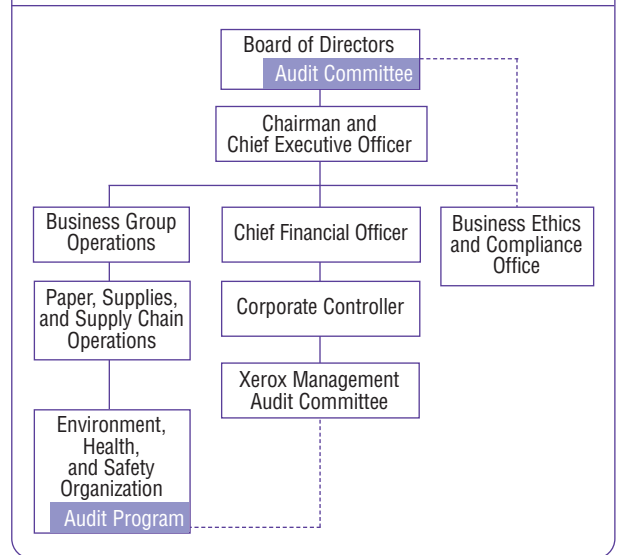 Board of Directors
Audit Committee
Chairman and
Chief Executive Officer
Business Group
Operations
Chief Financial Officer
Business Ethics
and Compliance
Office
Paper, Supplies,
and Supply Chain
Operations
Corporate Controller
Xerox Management
Audit Committee
Environment,
Health,
and Safety
Organization
Audit Program